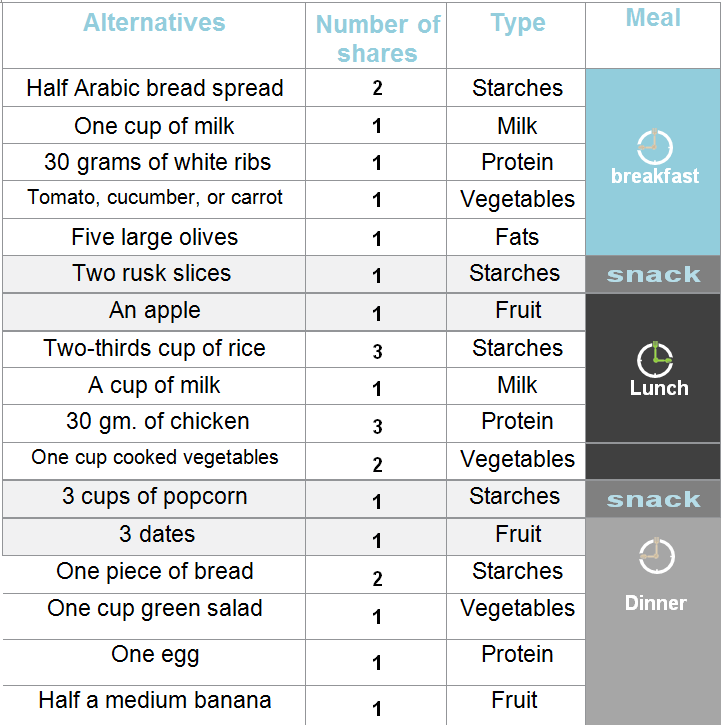 Alternatives Number of shares Type Meal
Half Arabic bread spread 2 Starches
One cup of milk 1 Milk
30 grams of white ribs 1 Protein
breakfast
Tomato, cucumber, or carrot 1 Vegetables
Five large olives 1 Fats
Two rusk slices 1 Starches snack
An apple 1 Fruit
Two-thirds cup of rice 3 Starches
A cup of milk 1 Milk Lunch
30 gm. of chicken 3 Protein
One cup cooked vegetables 2 Vegetables
3 cups of popcorn 1 Starches snack
3 dates 1 Fruit
One piece of bread 2 Starches
One cup green salad 1 Vegetables Dinner
One egg 1 Protein
Half a medium banana 1 Fruit